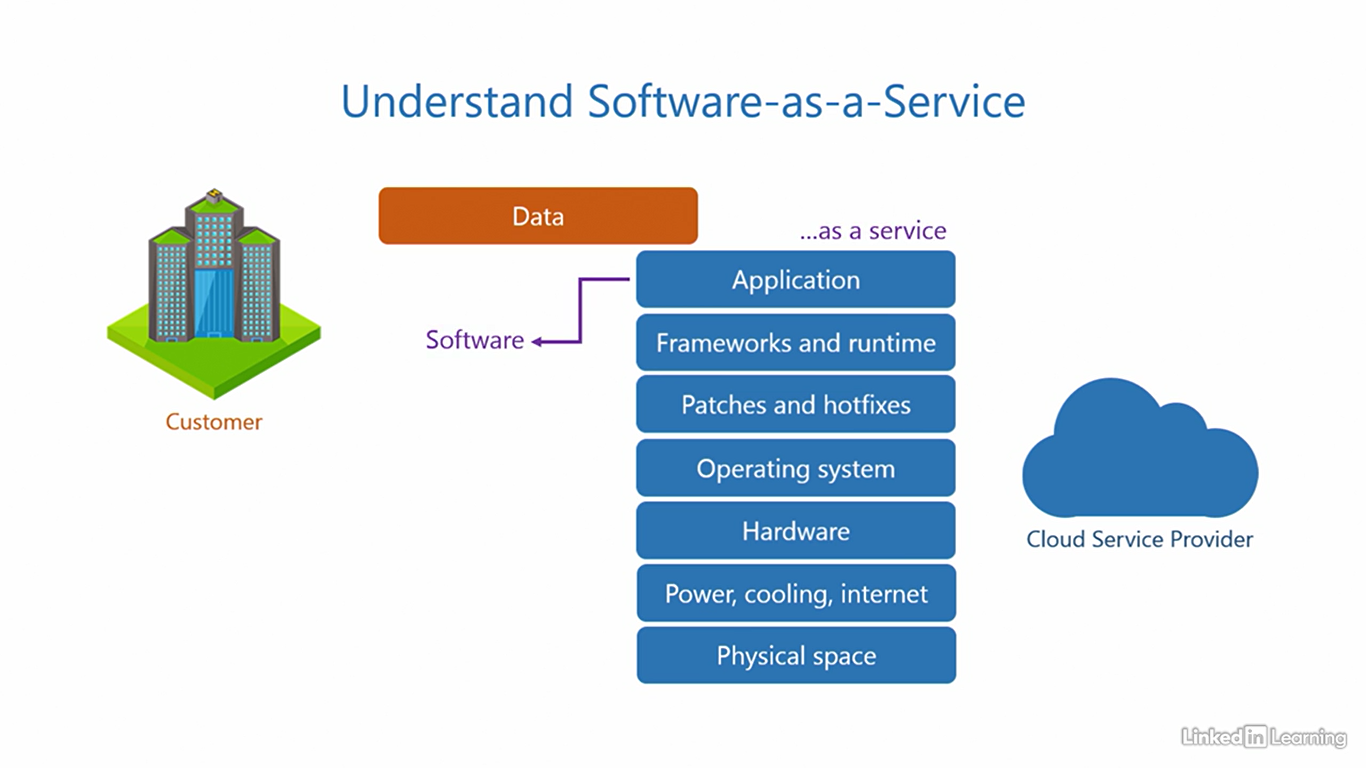 Understand Software-as-a-Service
Data
...as a service
Application
Software
Frameworks and runtime
Patches and hotfixes
Customer
Operating system
Hardware
Cloud Service Provider
Power, cooling, internet
Physical space
LinkedIn Learning